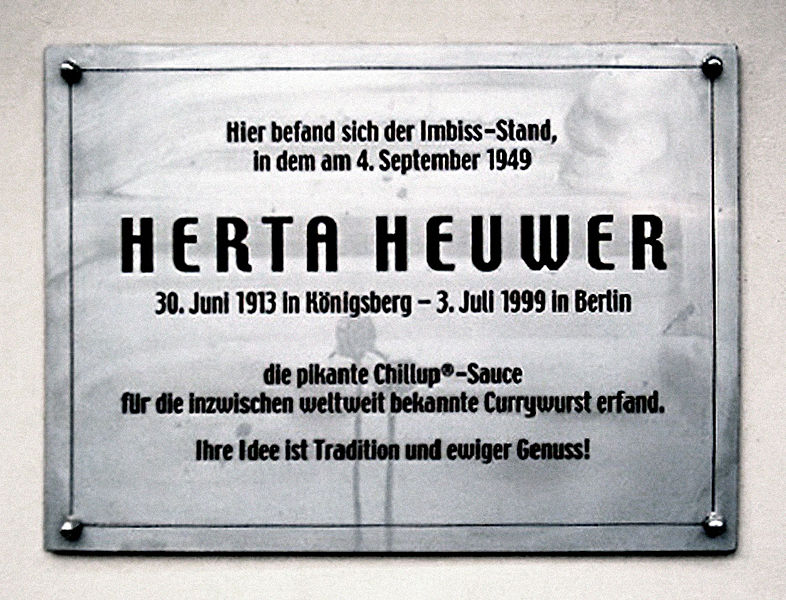 Hier befand sich der Imbiss-Stand,
in dem am 4. September 1949
HERTA HEUWER
30. Juni 1913 in Königsberg – 3. Juli 1999 in Berlin
die pikante Chillup®-Sauce
für die inzwischen weltweit bekannte Currywurst erfand.
Ihre Idee ist Tradition und ewiger Genuss!